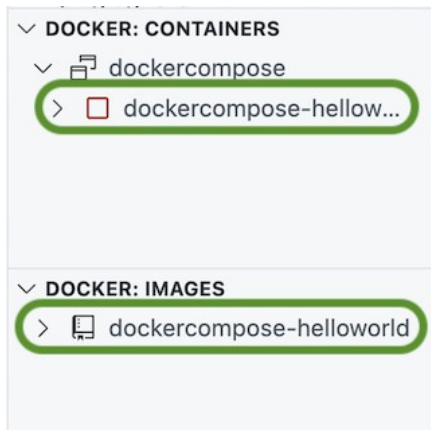 DOCKER: CONTAINERS
dockercompose
dockercompose-hellow...
DOCKER: IMAGES
dockercompose-helloworld